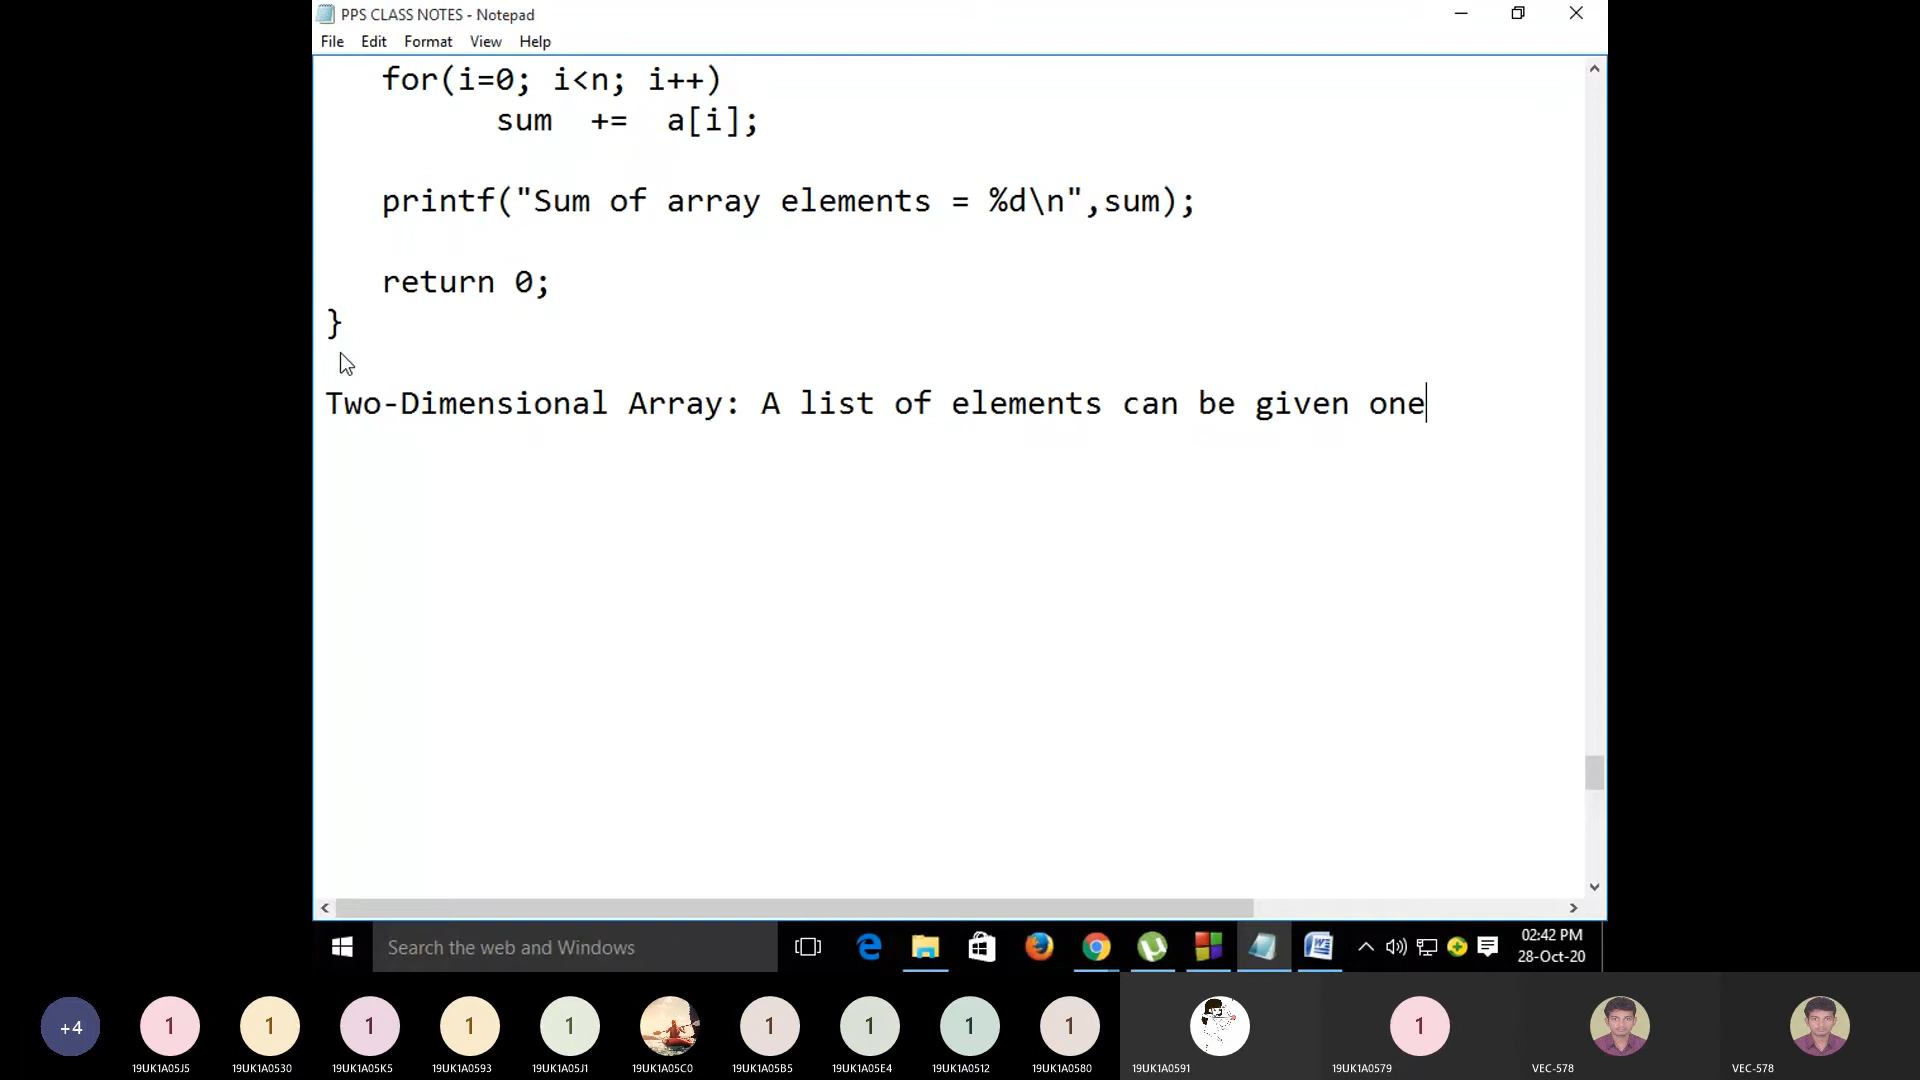 PPS CLASS NOTES - Notepad
File Edit Format View Help
for(i=0; i<n; i++)
sum += a[i];
printf("Sum of array elements = %d\n",sum);
return 0;
}
Two-Dimensional Array: A list of elements can be given one
Search the web and Windows
02:42 PM
28-Oct-20
+4 1 1 1 1 1 1 1 1 1 1
19UK1A05J5 19UK1A0530 19UK1A05K5 19UK1A0593 19UK1A05J1 19UK1A05C0 19UK1A05B5 19UK1A05E4 19UK1A0512 19UK1A0580 19UK1A0591 19UK1A0579 VEC-578 VEC-578